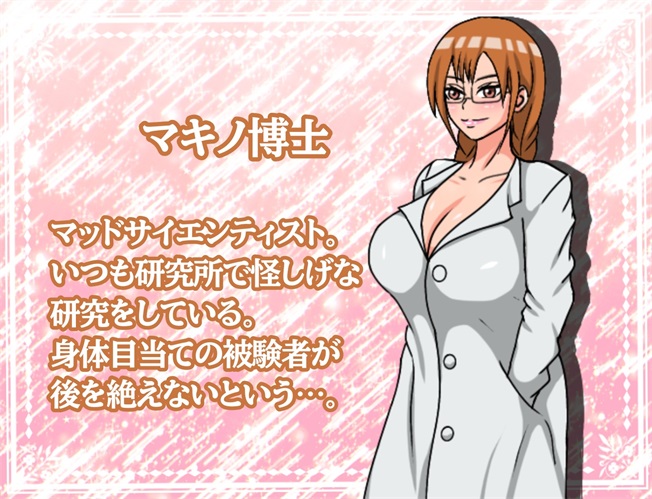 マキノ博士
マッドサイエンティスト。
いつも研究所で怪しげな
研究をしている。
身体目当ての被験者が
後を絶えないという…。